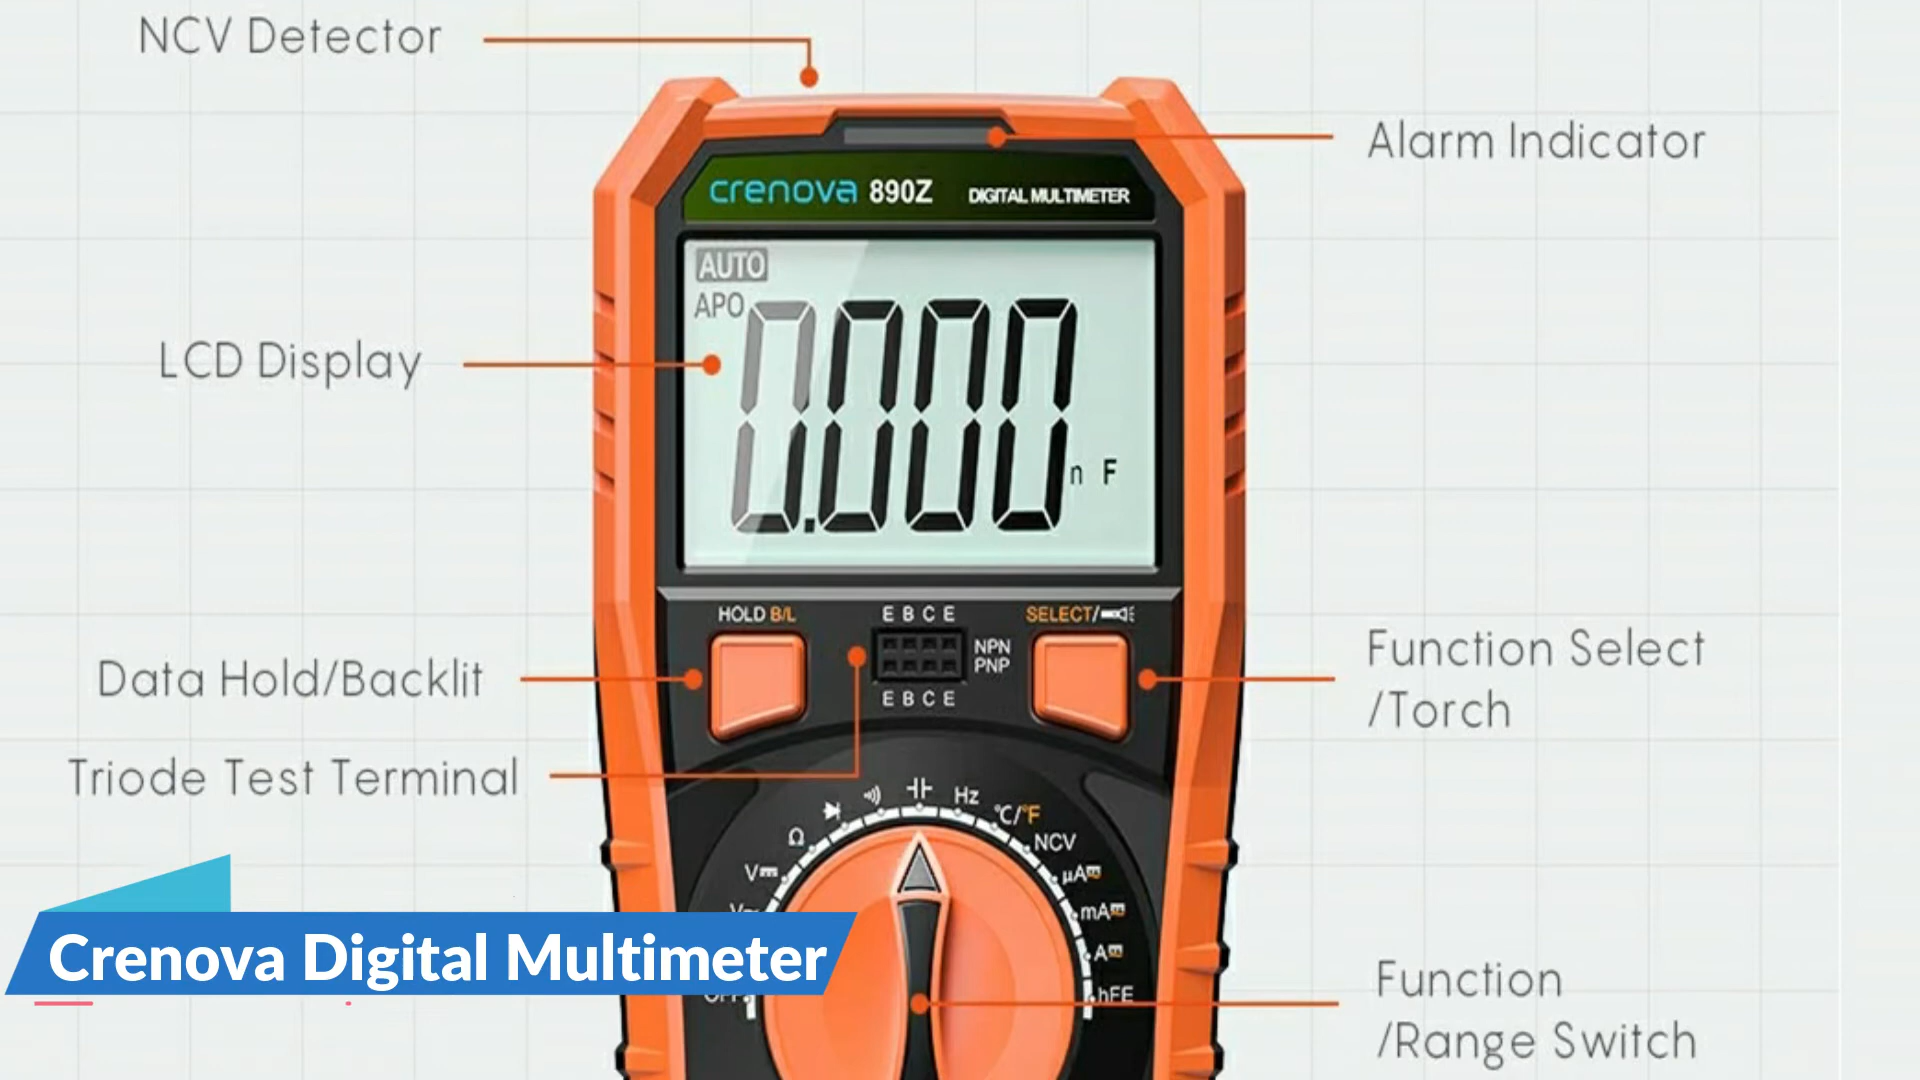 NCV Detector
Alarm Indicator
crenova 890Z DIGITAL MULTIMETER
AUTO
APO
0.000
n F
LCD Display
HOLD B/L
E B C E
SELECT/
NPN
PNP
E B C E
Data Hold/Backlit
Function Select
/Torch
Triode Test Terminal
Hz
°C/°F
Ω
NCV
V
μA
mA
A
hFE
Crenova Digital Multimeter
Function
/Range Switch